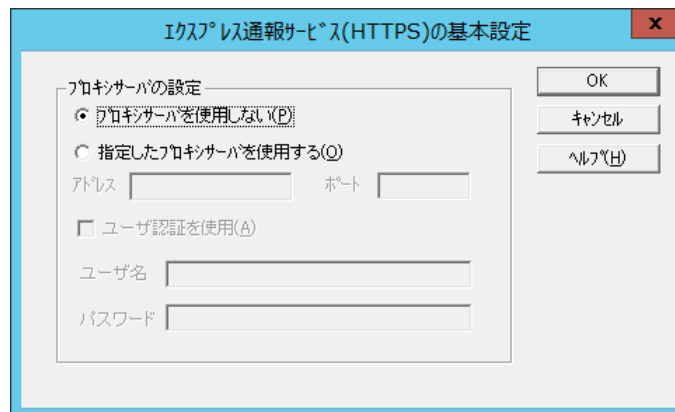 ｴｸｽﾌﾟﾚｽ通報ｻｰﾋﾞｽ(HTTPS)の基本設定
x
ﾌﾟﾛｷｼｻｰﾊﾞの設定
ﾌﾟﾛｷｼｻｰﾊﾞを使用しない(P)
指定したﾌﾟﾛｷｼｻｰﾊﾞを使用する(O)
ｱﾄﾞﾚｽ ﾎﾟｰﾄ
ユーザ認証を使用(A)
ユーザ名
パスワード
OK
ｷｬﾝｾﾙ
ﾍﾙﾌﾟ(H)